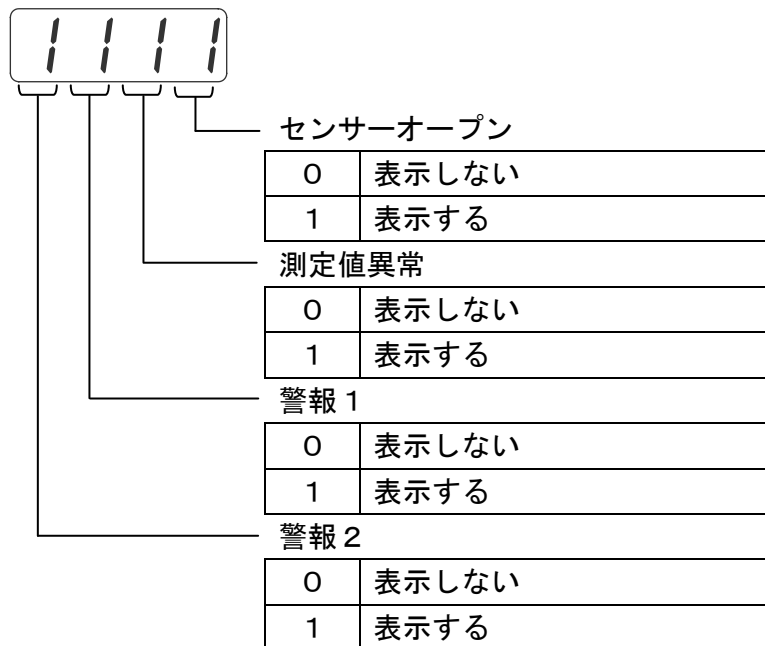 1111
センサーオープン
0 表示しない
1 表示する
測定値異常
0 表示しない
1 表示する
警報1
0 表示しない
1 表示する
警報2
0 表示しない
1 表示する